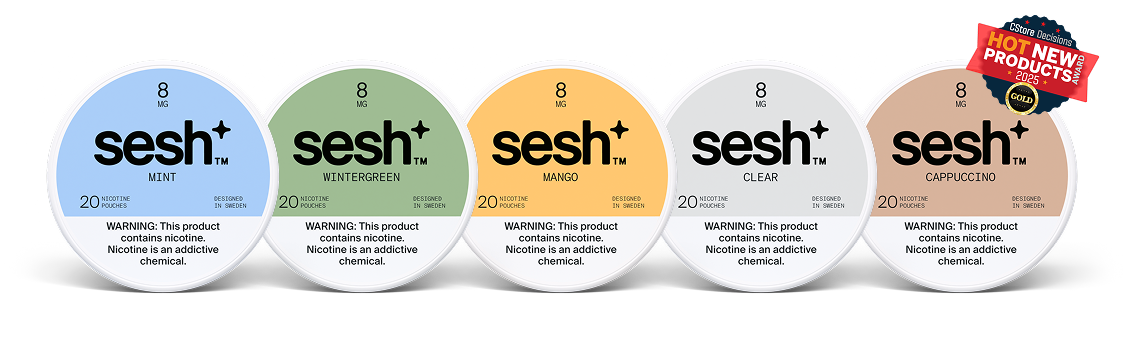 8
MG
sesh+™
MINT
20 NICOTINE
POUCHES
DESIGNED
IN SWEDEN
WARNING: This product
contains nicotine.
Nicotine is an addictive
chemical.
8
MG
sesh+™
WINTERGREEN
20 NICOTINE
POUCHES
DESIGNED
IN SWEDEN
WARNING: This product
contains nicotine.
Nicotine is an addictive
chemical.
8
MG
sesh+™
MANGO
20 NICOTINE
POUCHES
DESIGNED
IN SWEDEN
WARNING: This product
contains nicotine.
Nicotine is an addictive
chemical.
8
MG
sesh+™
CLEAR
20 NICOTINE
POUCHES
DESIGNED
IN SWEDEN
WARNING: This product
contains nicotine.
Nicotine is an addictive
chemical.
8
MG
sesh+™
CAPPUCCINO
20 NICOTINE
POUCHES
DESIGNED
IN SWEDEN
WARNING: This product
contains nicotine.
Nicotine is an addictive
chemical.
CStore Decisions
HOT NEW
PRODUCTS
AWARD
2025
GOLD